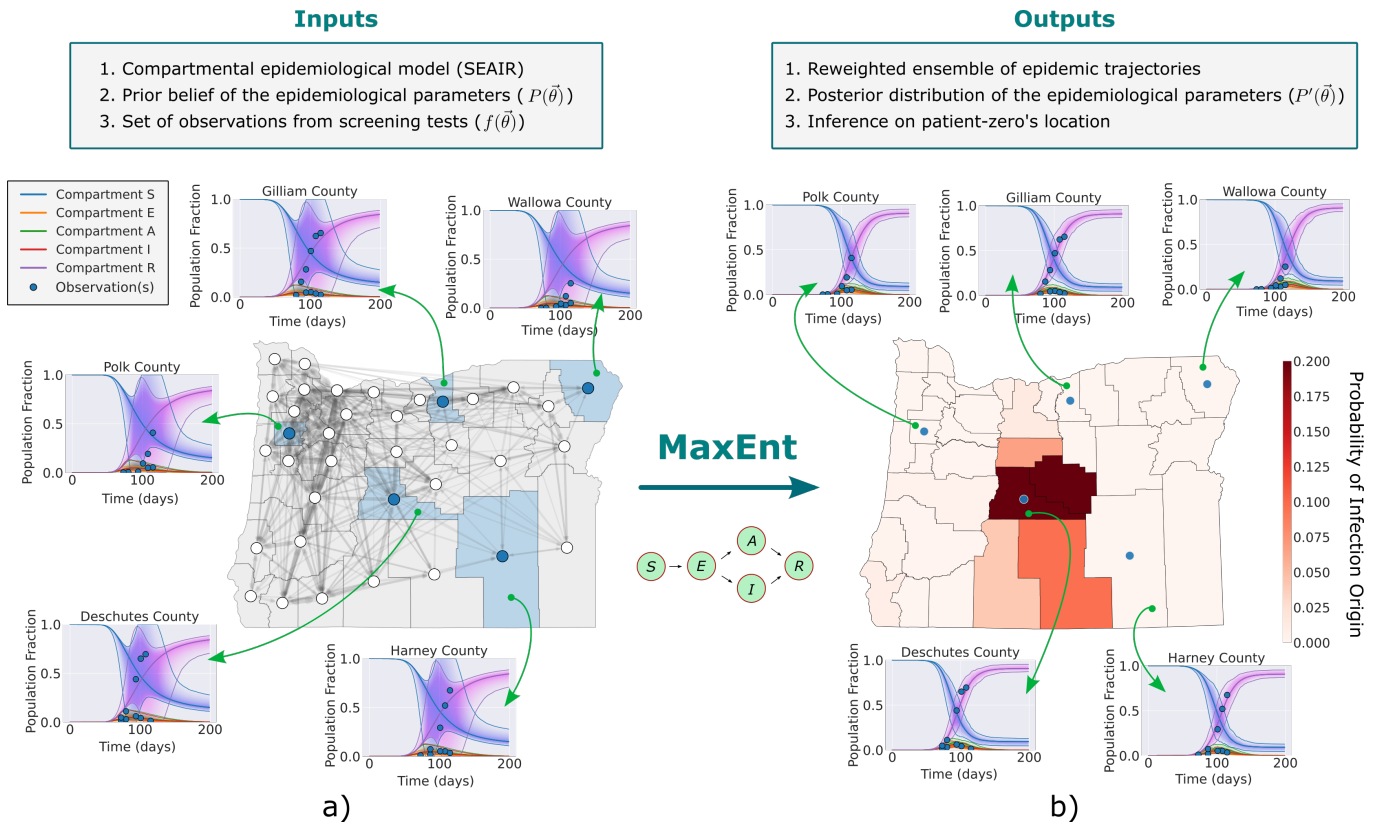 Inputs
1. Compartmental epidemiological model (SEAIR)
2. Prior belief of the epidemiological parameters ( P(θ⃗))
3. Set of observations from screening tests (f(θ⃗))
Outputs
1. Reweighted ensemble of epidemic trajectories
2. Posterior distribution of the epidemiological parameters (P′(θ⃗))
3. Inference on patient-zero's location
Compartment S
Compartment E
Compartment A
Compartment I
Compartment R
Observation(s)
Gilliam County
Population Fraction
1.0
0.5
0.0
0
100
200
Time (days)
Wallowa County
Population Fraction
1.0
0.5
0.0
0
100
200
Time (days)
Polk County
Population Fraction
1.0
0.5
0.0
0
100
200
Time (days)
Deschutes County
Population Fraction
1.0
0.5
0.0
0
100
200
Time (days)
Harney County
Population Fraction
1.0
0.5
0.0
0
100
200
Time (days)
a)
MaxEnt
S
E
A
I
R
Polk County
Population Fraction
1.0
0.5
0.0
0
100
200
Time (days)
Gilliam County
Population Fraction
1.0
0.5
0.0
0
100
200
Time (days)
Wallowa County
Population Fraction
1.0
0.5
0.0
0
100
200
Time (days)
0.200
0.175
0.150
0.125
0.100
0.075
0.050
0.025
0.000
Probability of Infection Origin
Deschutes County
Population Fraction
1.0
0.5
0.0
0
100
200
Time (days)
Harney County
Population Fraction
1.0
0.5
0.0
0
100
200
Time (days)
b)